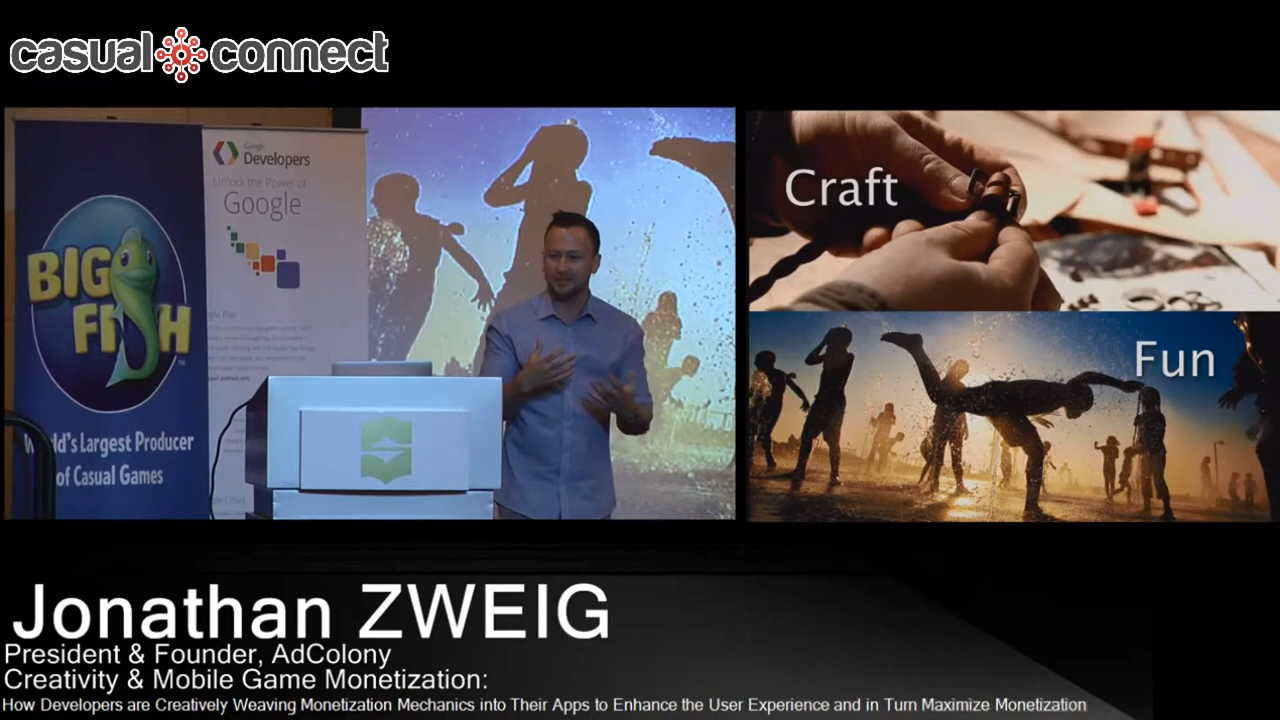 casual connect
Google
Developers
Unlock the Power of
Google
BIG
FISH
TM
World's Largest Producer
of Casual Games
Craft
Fun
Jonathan ZWEIG
President & Founder, AdColony
Creativity & Mobile Game Monetization:
How Developers are Creatively Weaving Monetization Mechanics into Their Apps to Enhance the User Experience and in Turn Maximize Monetization